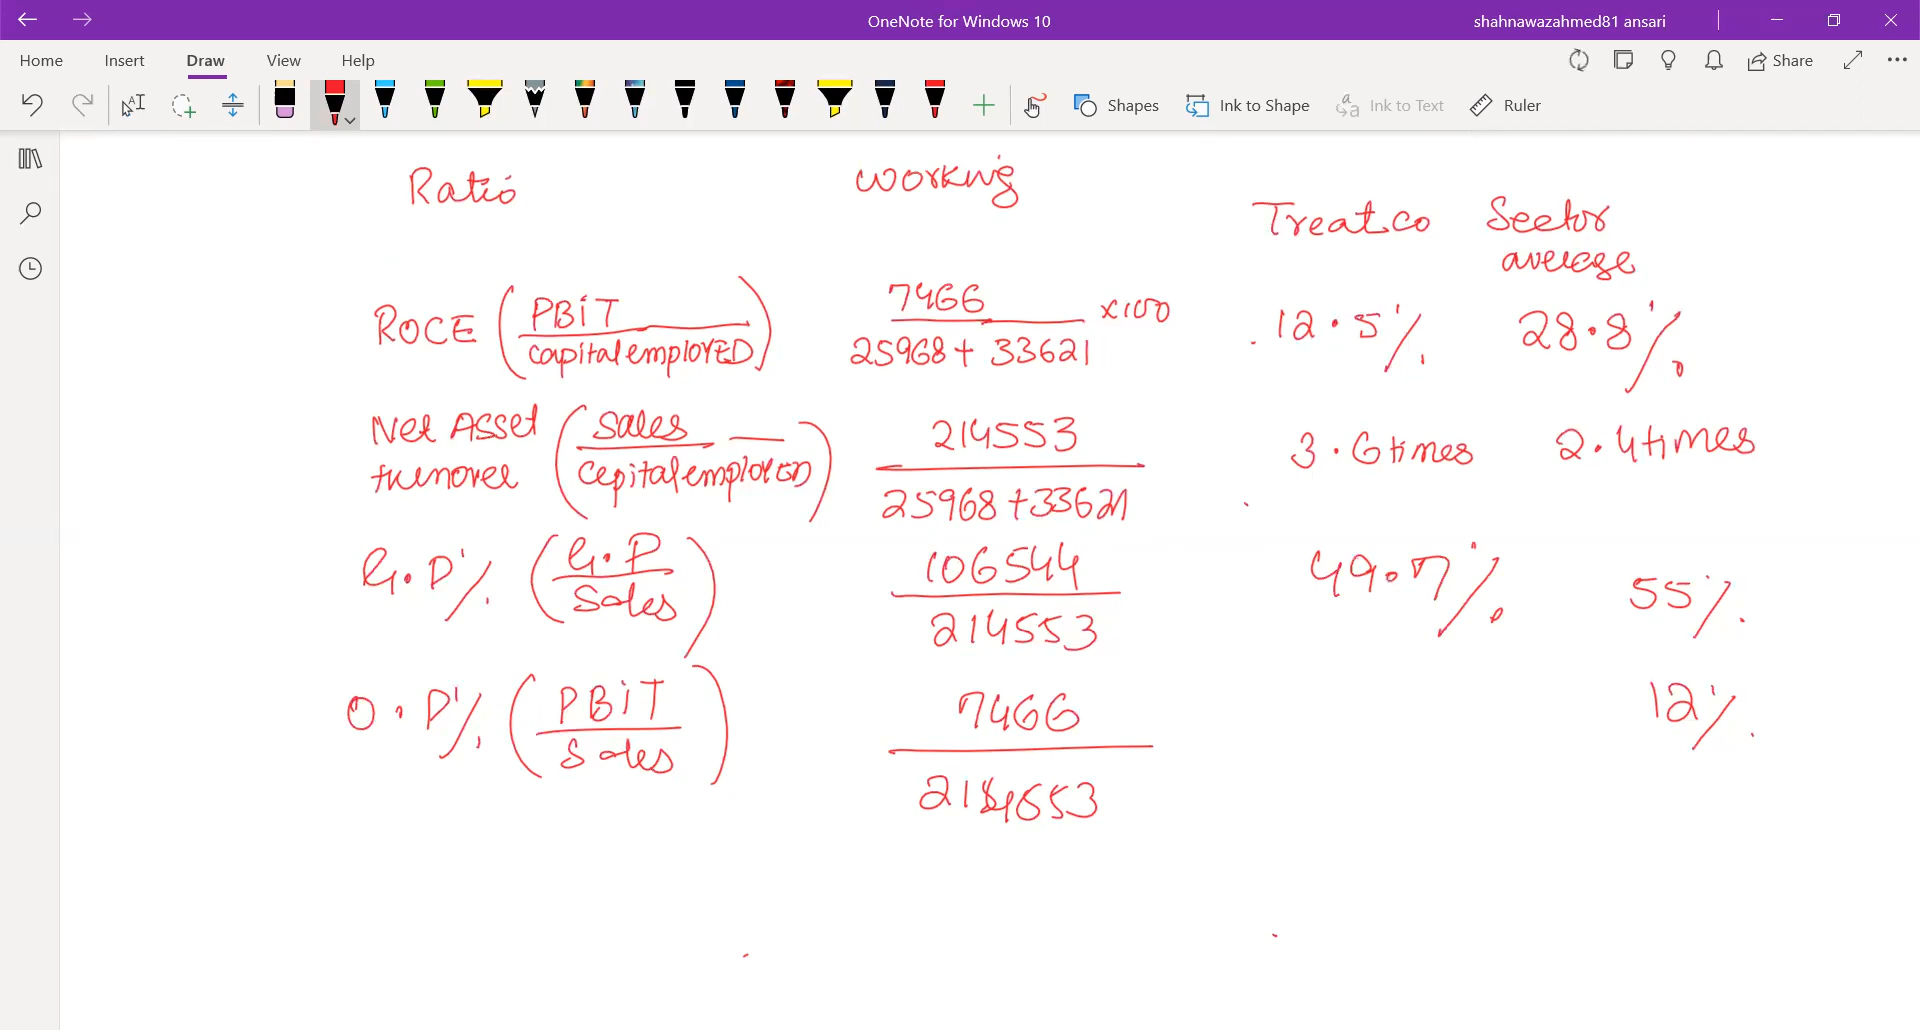 OneNote for Windows 10
shahnawazahmed81 ansari
Home Insert Draw View Help
Share
Shapes Ink to Shape Ink to Text Ruler
Ratio Working
Treatco Sector average
ROCE (PBIT / capital employED) 7466 / 25968 + 33621 x100 12.5% 28.8%
Net Asset turnover (Sales / capital employED) 214553 / 25968 + 33621 3.6 times 2.4 times
G.P% (G.P / Sales) 106544 / 214553 49.7% 55%
O.P% (PBIT / Sales) 7466 / 214553 12%